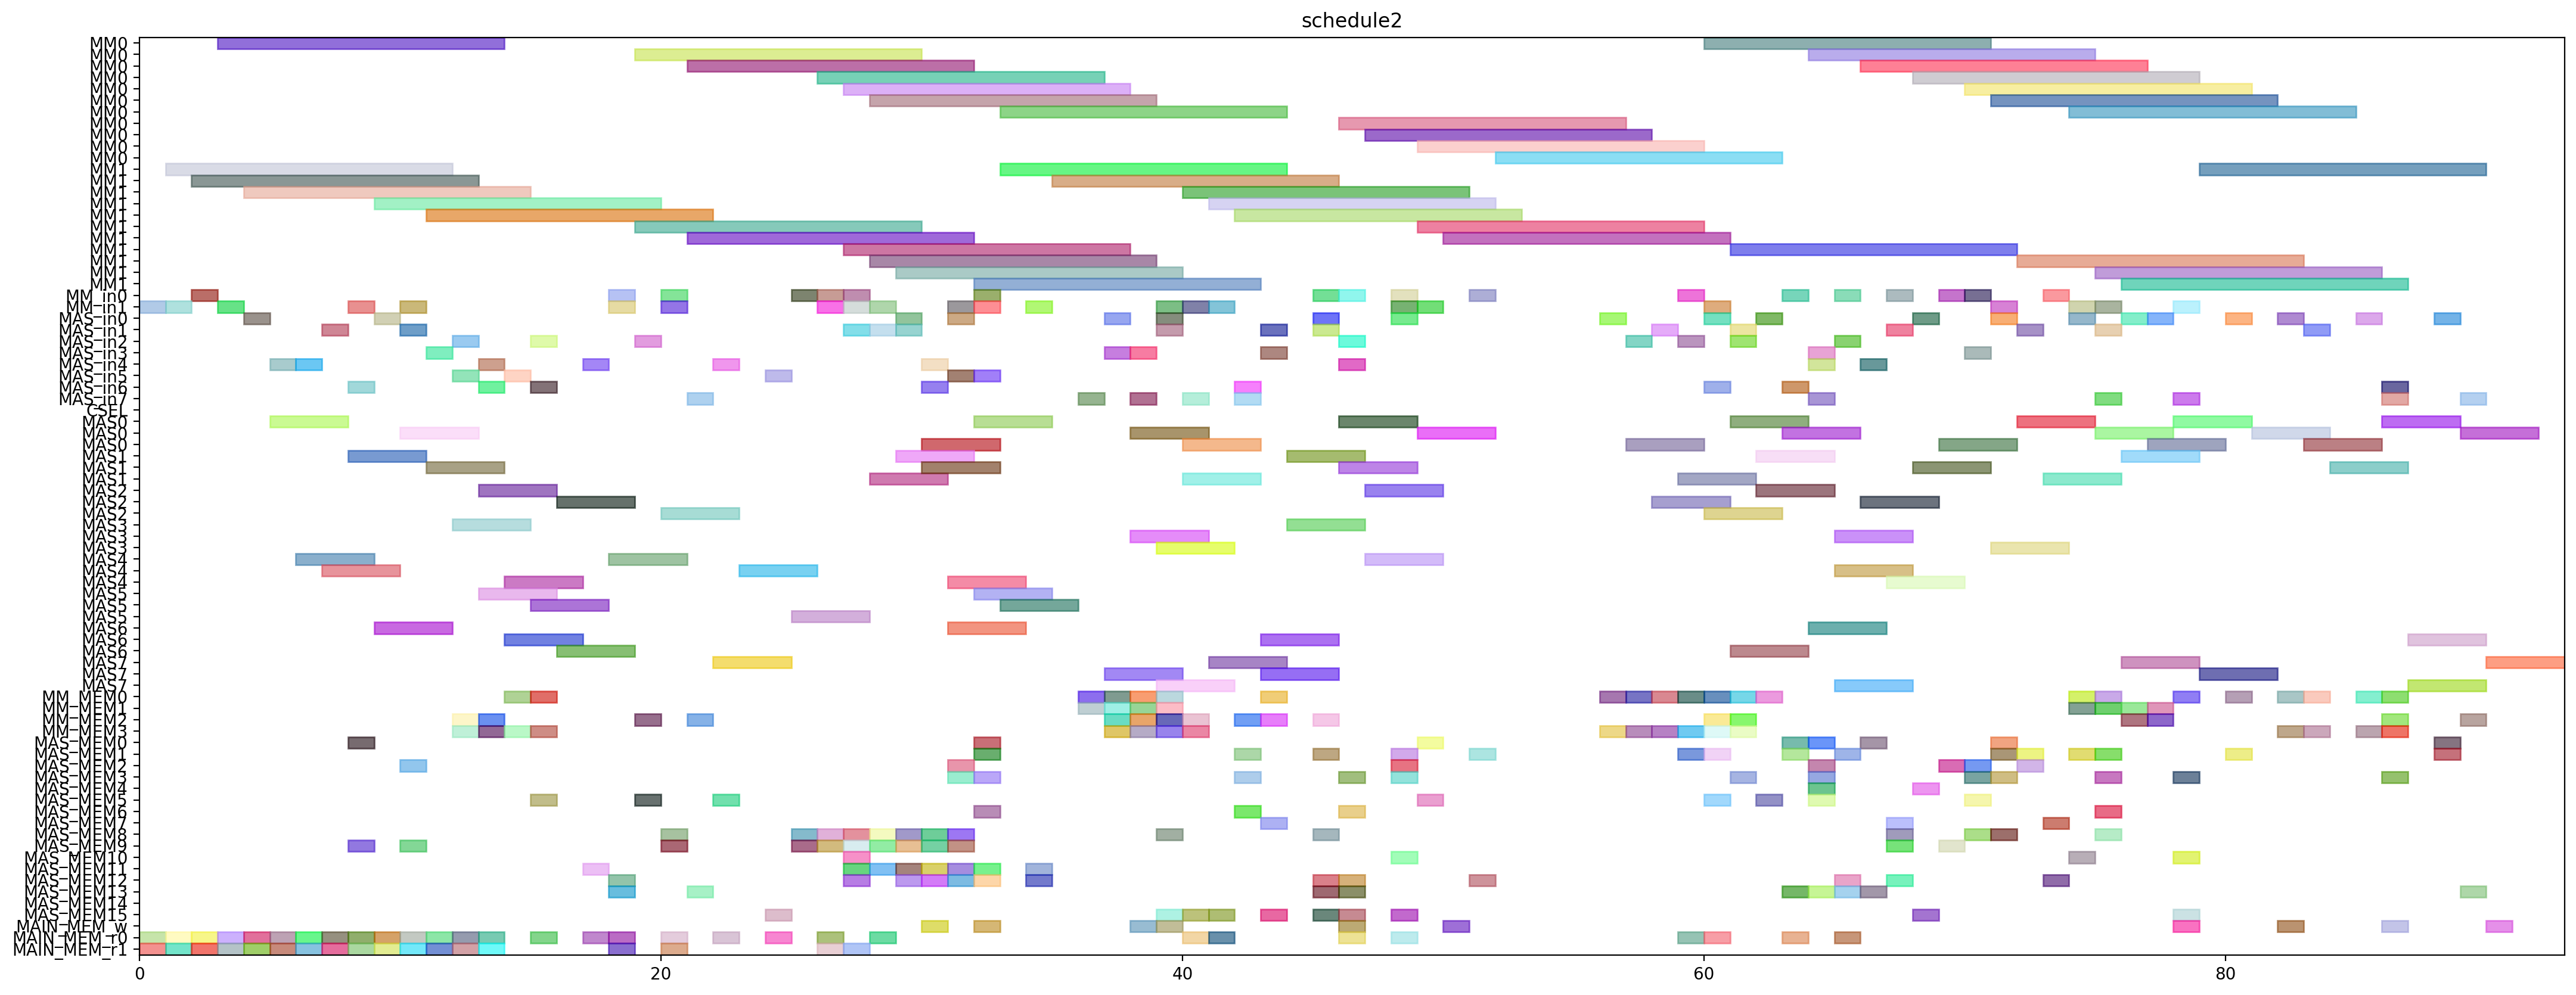 schedule2
MM0
MM0
MM0
MM0
MM0
MM0
MM0
MM0
MM0
MM0
MM0
MM1
MM1
MM1
MM1
MM1
MM1
MM1
MM1
MM1
MM1
MM1
MM_in0
MM_in1
MAS_in0
MAS_in1
MAS_in2
MAS_in3
MAS_in4
MAS_in5
MAS_in6
MAS_in7
CSEL
MAS0
MAS0
MAS0
MAS1
MAS1
MAS1
MAS2
MAS2
MAS2
MAS3
MAS3
MAS3
MAS4
MAS4
MAS4
MAS5
MAS5
MAS5
MAS6
MAS6
MAS6
MAS7
MAS7
MAS7
MM_MEM0
MM_MEM1
MM_MEM2
MM_MEM3
MAS_MEM0
MAS_MEM1
MAS_MEM2
MAS_MEM3
MAS_MEM4
MAS_MEM5
MAS_MEM6
MAS_MEM7
MAS_MEM8
MAS_MEM9
MAS_MEM10
MAS_MEM11
MAS_MEM12
MAS_MEM13
MAS_MEM14
MAS_MEM15
MAIN_MEM_w
MAIN_MEM_r0
MAIN_MEM_r1
0 20 40 60 80